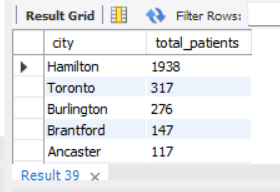 Result Grid Filter Rows:
city total_patients
Hamilton 1938
Toronto 317
Burlington 276
Brantford 147
Ancaster 117
Result 39 ×